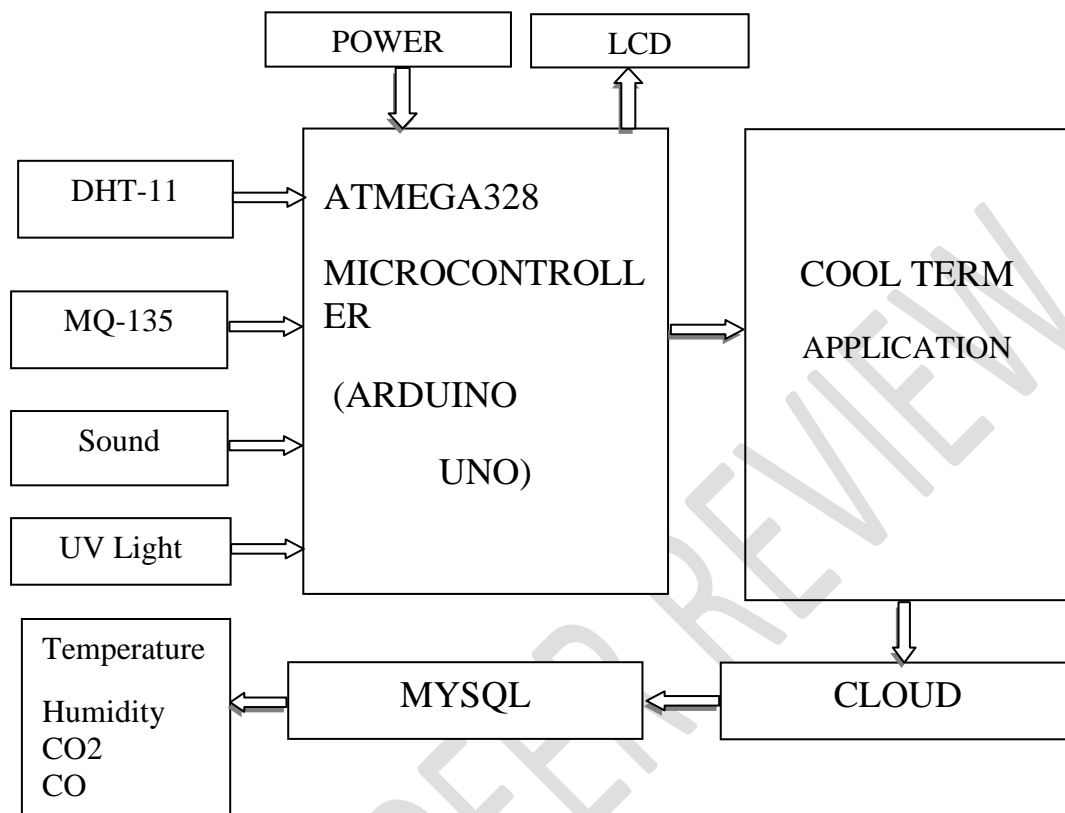 POWER
LCD
DHT-11
ATMEGA328
MICROCONTROLL
ER
(ARDUINO
UNO)
COOL TERM
APPLICATION
MQ-135
Sound
UV Light
Temperature
Humidity
CO2
CO
MYSQL
CLOUD
PEER REVIEW